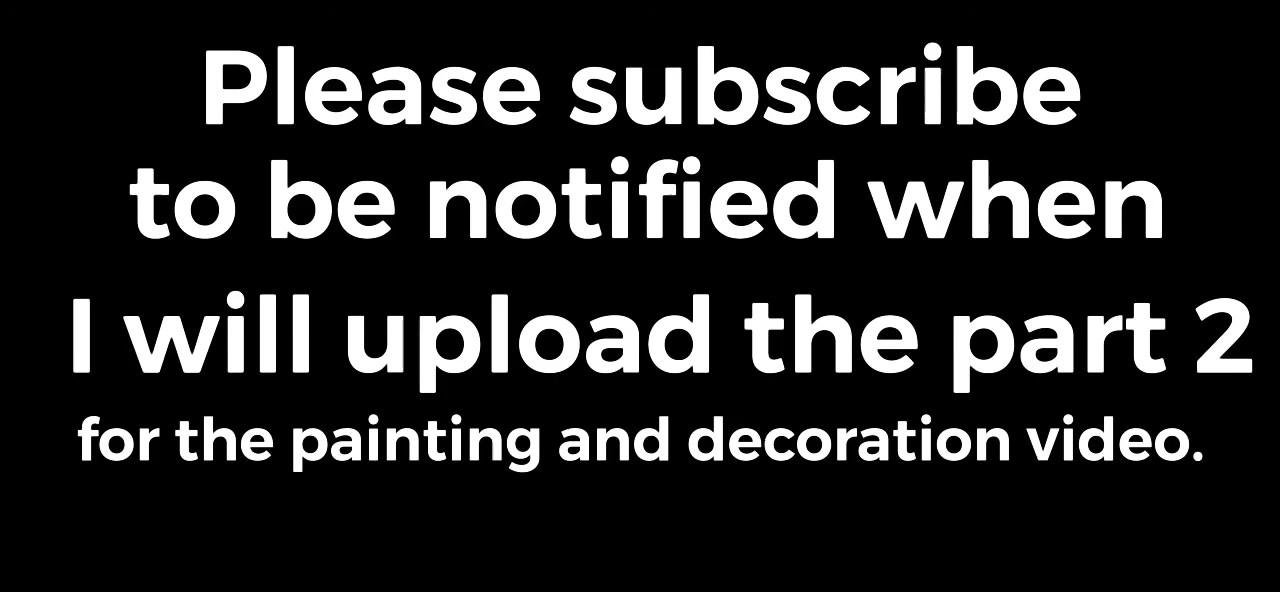 Please subscribe
to be notified when
I will upload the part 2
for the painting and decoration video.